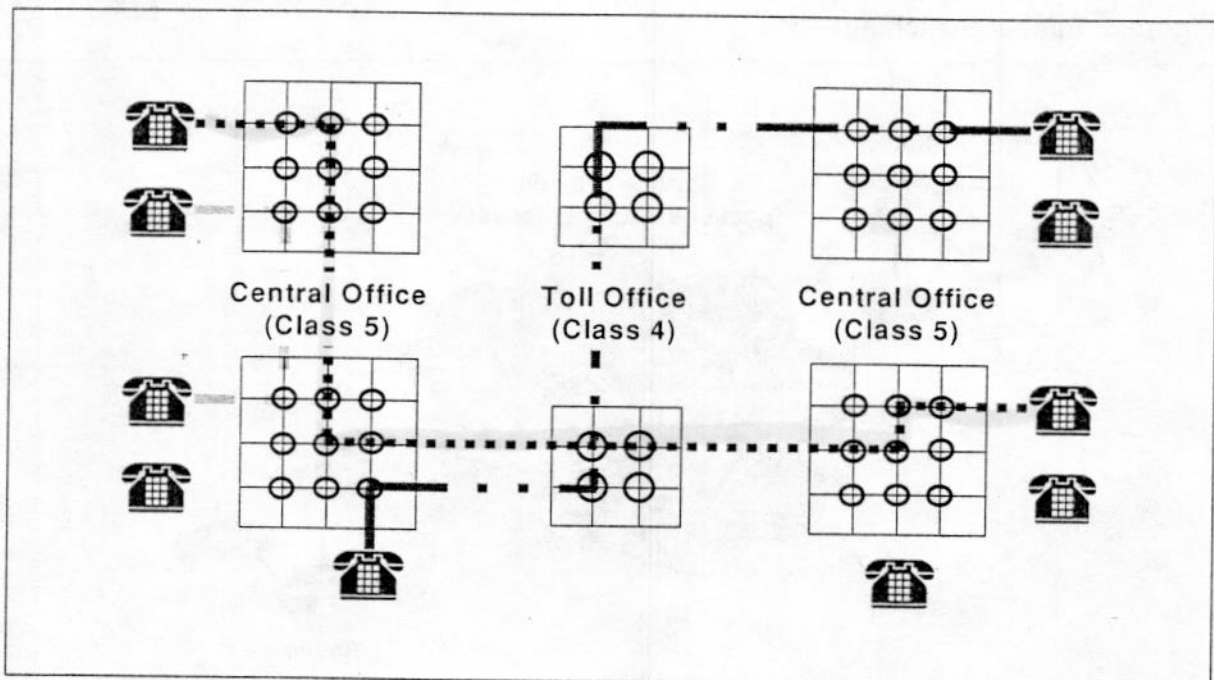 Central Office
(Class 5)
Toll Office
(Class 4)
Central Office
(Class 5)